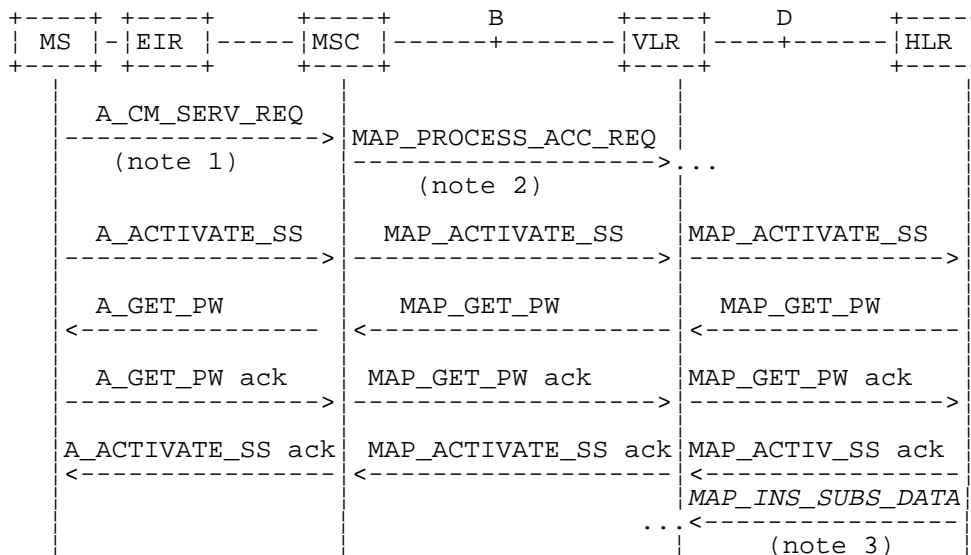 B D
MS EIR MSC VLR HLR
A_CM_SERV_REQ
MAP_PROCESS_ACC_REQ
(note 1)
...
(note 2)
A_ACTIVATE_SS MAP_ACTIVATE_SS MAP_ACTIVATE_SS
A_GET_PW MAP_GET_PW MAP_GET_PW
A_GET_PW ack MAP_GET_PW ack MAP_GET_PW ack
A_ACTIVATE_SS ack MAP_ACTIVATE_SS ack MAP_ACTIV_SS ack
MAP_INS_SUBS_DATA
...
(note 3)